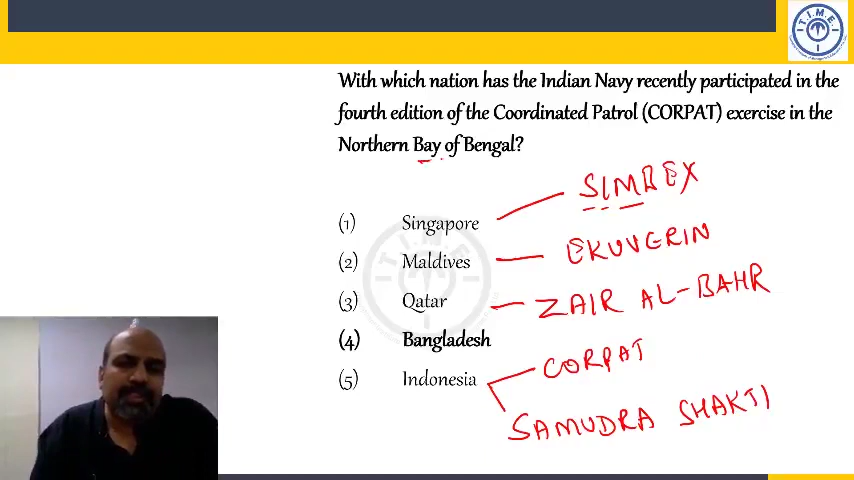 T.I.M.E.
With which nation has the Indian Navy recently participated in the
fourth edition of the Coordinated Patrol (CORPAT) exercise in the
Northern Bay of Bengal?
(1) Singapore SIMBEX
(2) Maldives EKUVERIN
(3) Qatar ZAIR AL-BAHR
(4) Bangladesh
(5) Indonesia CORPAT
SAMUDRA SHAKTI